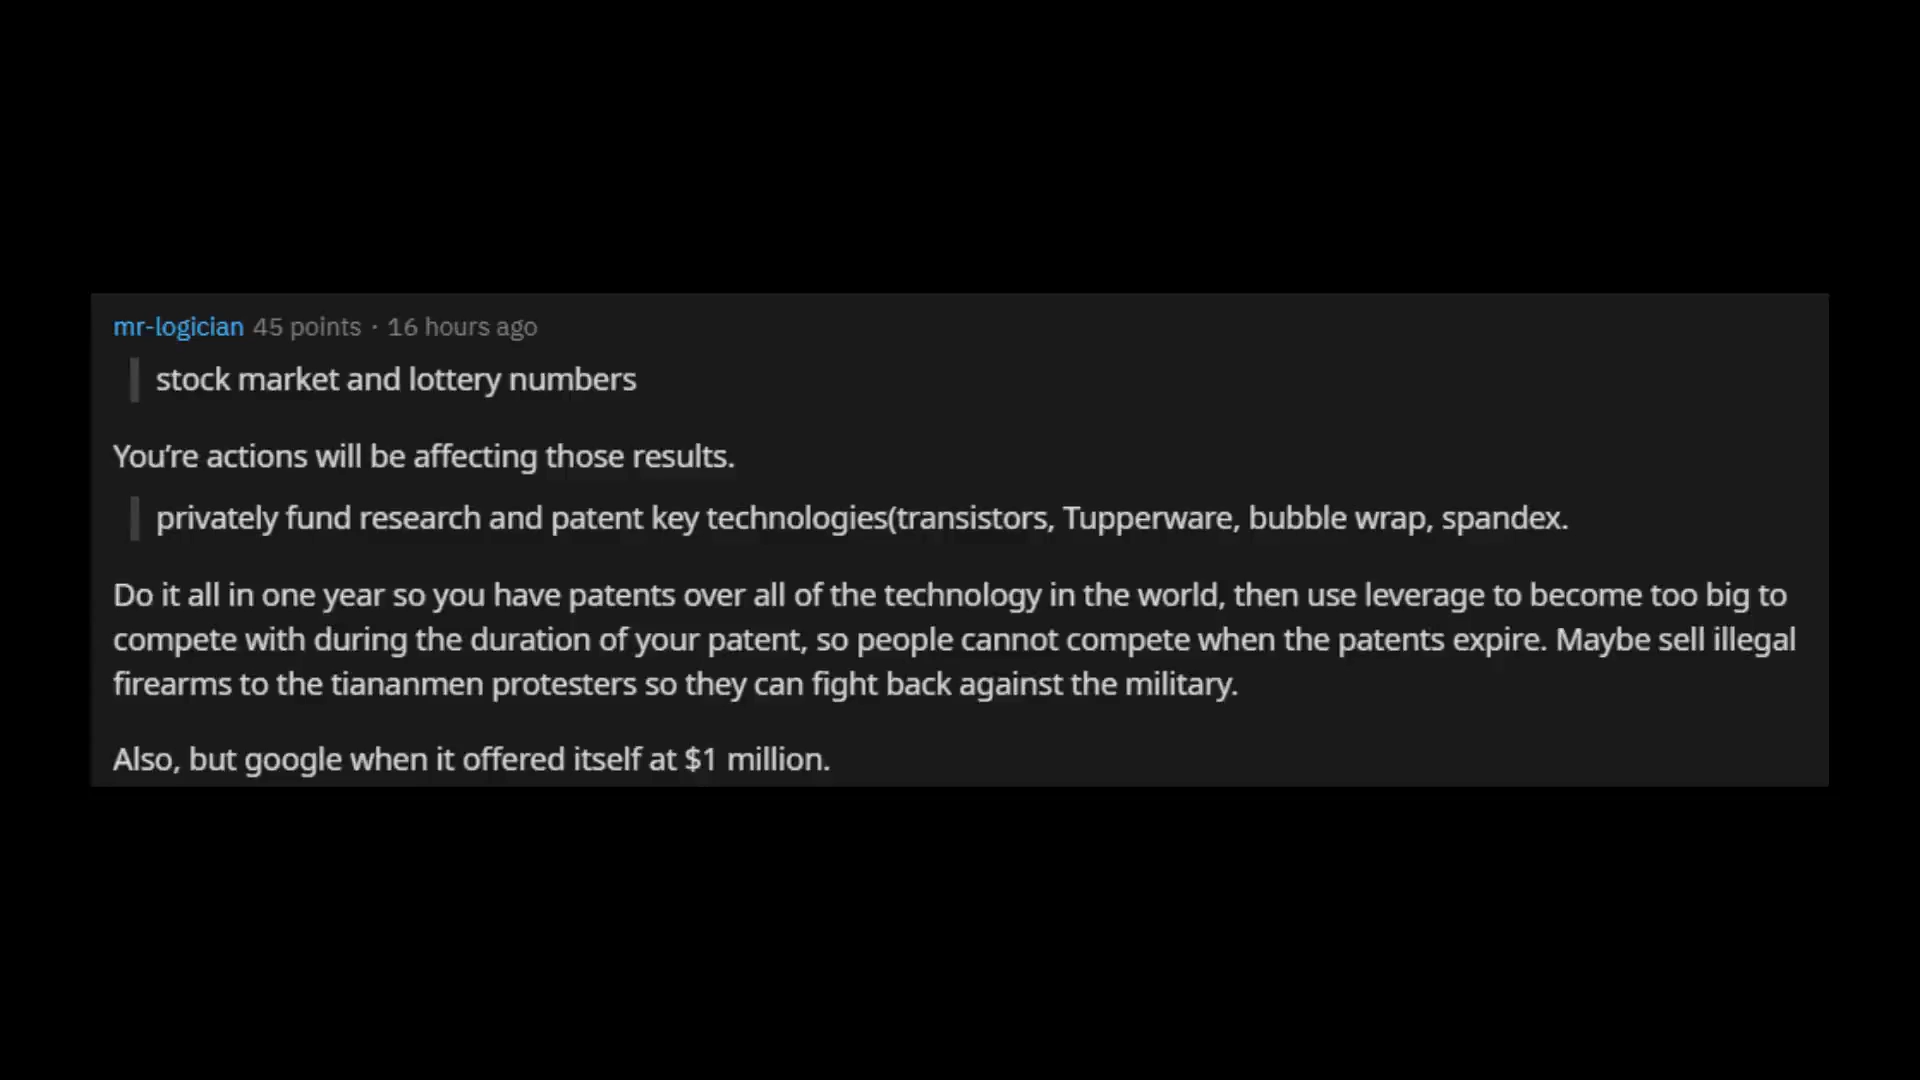 mr-logician 45 points · 16 hours ago
stock market and lottery numbers
You’re actions will be affecting those results.
privately fund research and patent key technologies(transistors, Tupperware, bubble wrap, spandex.
Do it all in one year so you have patents over all of the technology in the world, then use leverage to become too big to
compete with during the duration of your patent, so people cannot compete when the patents expire. Maybe sell illegal
firearms to the tiananmen protesters so they can fight back against the military.
Also, but google when it offered itself at $1 million.